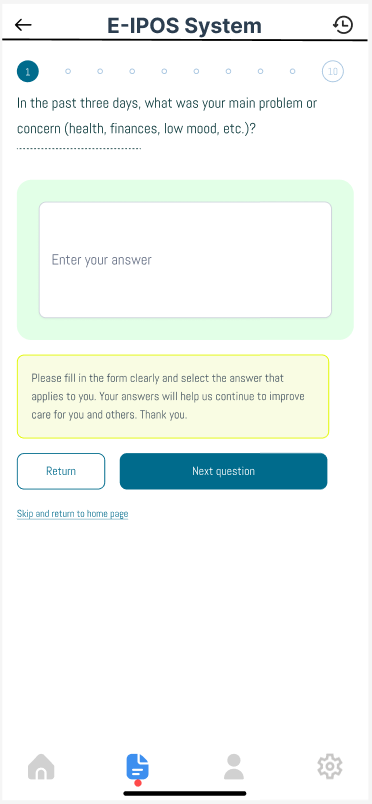 E-IPOS System
1
10
In the past three days, what was your main problem or
concern (health, finances, low mood, etc.)?
Enter your answer
Please fill in the form clearly and select the answer that
applies to you. Your answers will help us continue to improve
care for you and others. Thank you.
Return
Next question
Skip and return to home page